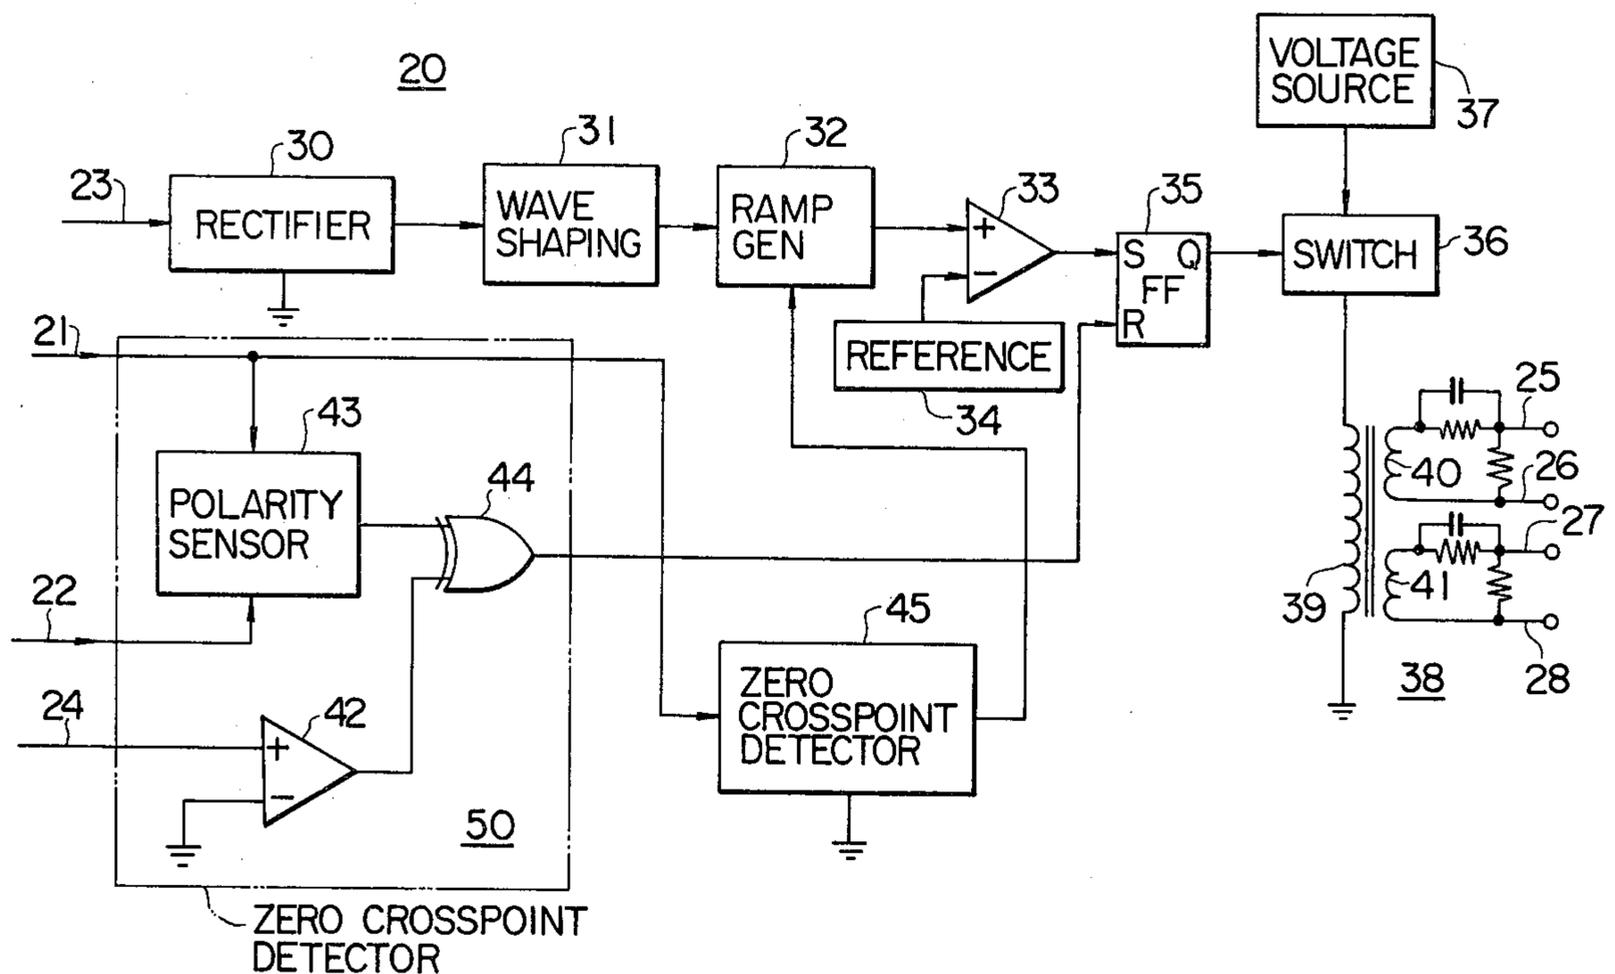 20
VOLTAGE
SOURCE
37
30
31
32
33
35
23
RECTIFIER
WAVE
SHAPING
RAMP
GEN
+
−
S Q
FF
R
SWITCH
36
21
REFERENCE
34
43
POLARITY
SENSOR
44
25
40
26
27
39
41
28
38
22
45
ZERO
CROSSPOINT
DETECTOR
24
42
+
−
50
ZERO CROSSPOINT
DETECTOR